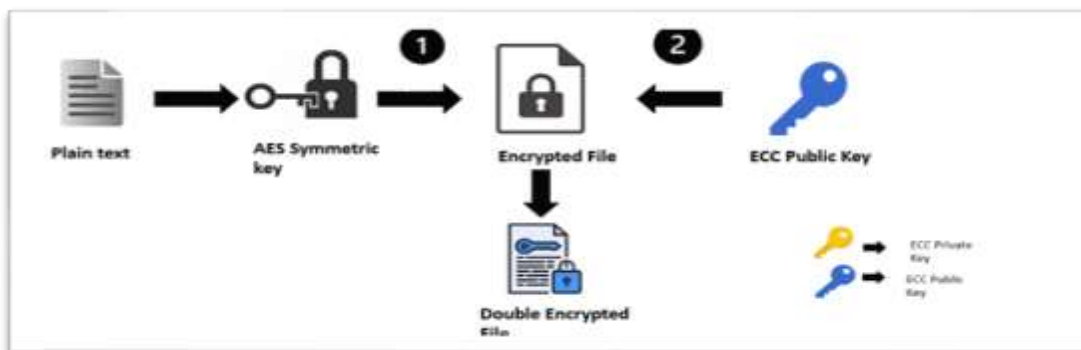 1
2
Plain text
AES Symmetric
key
Encrypted File
ECC Public Key
ECC Private
Key
ECC Public
Key
Double Encrypted
File